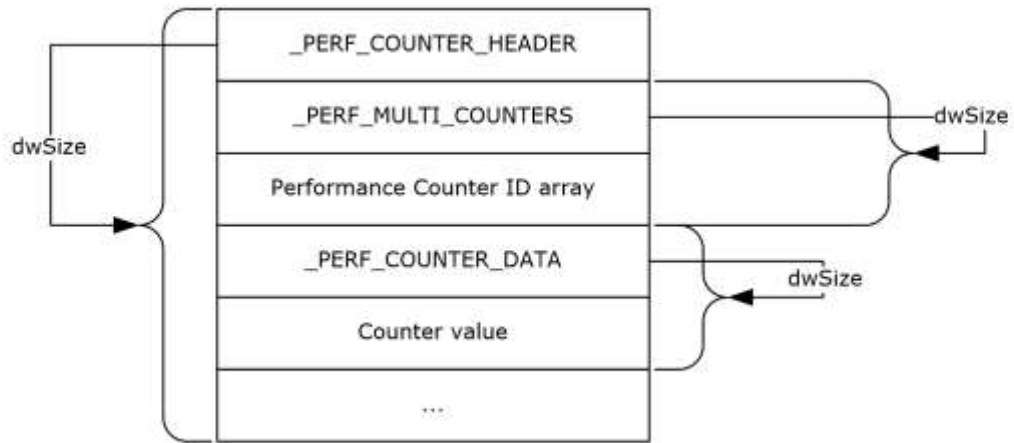 _PERF_COUNTER_HEADER
_PERF_MULTI_COUNTERS
dwSize
dwSize
Performance Counter ID array
_PERF_COUNTER_DATA
dwSize
Counter value
...